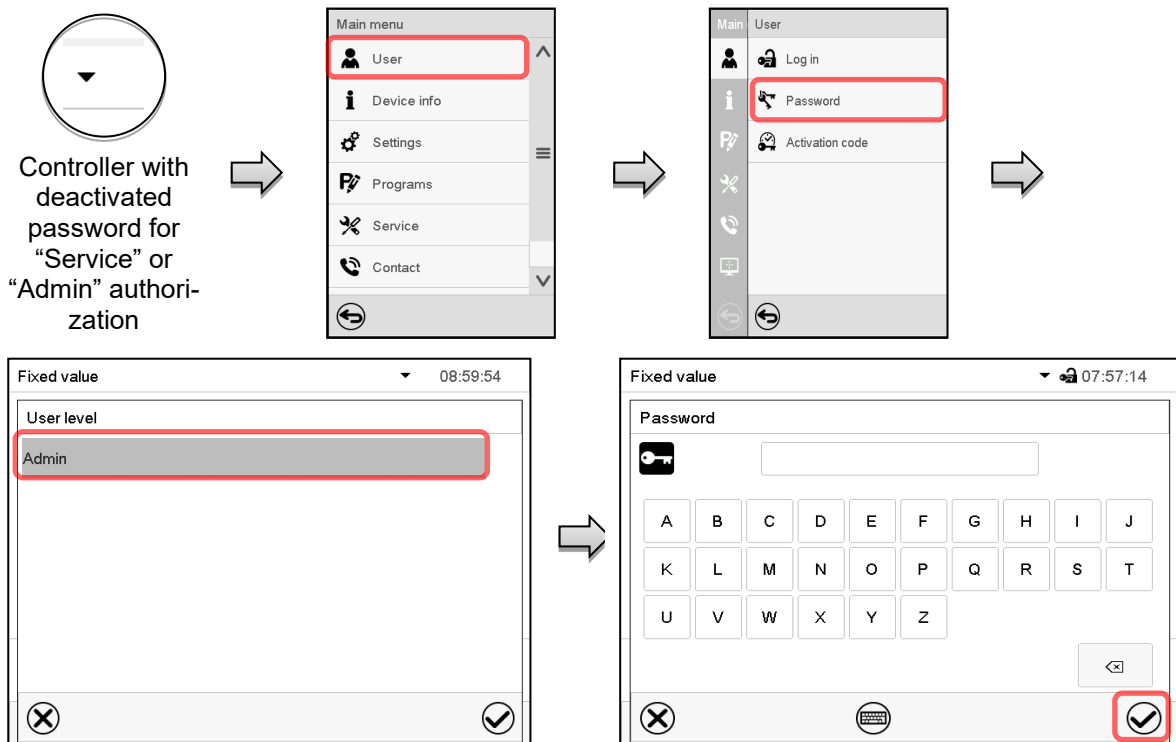 Controller with
deactivated
password for
“Service” or
“Admin” authori-
zation
Main menu
User
Device info
Settings
Programs
Service
Contact
Main User
Log in
Password
Activation code
Fixed value 08:59:54
User level
Admin
Fixed value 07:57:14
Password
A B C D E F G H I J
K L M N O P Q R S T
U V W X Y Z